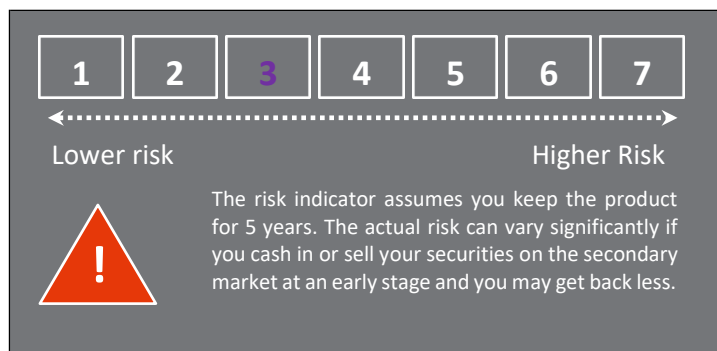 1 2 3 4 5 6 7
Lower risk Higher Risk
The risk indicator assumes you keep the product
for 5 years. The actual risk can vary significantly if
you cash in or sell your securities on the secondary
market at an early stage and you may get back less.
!